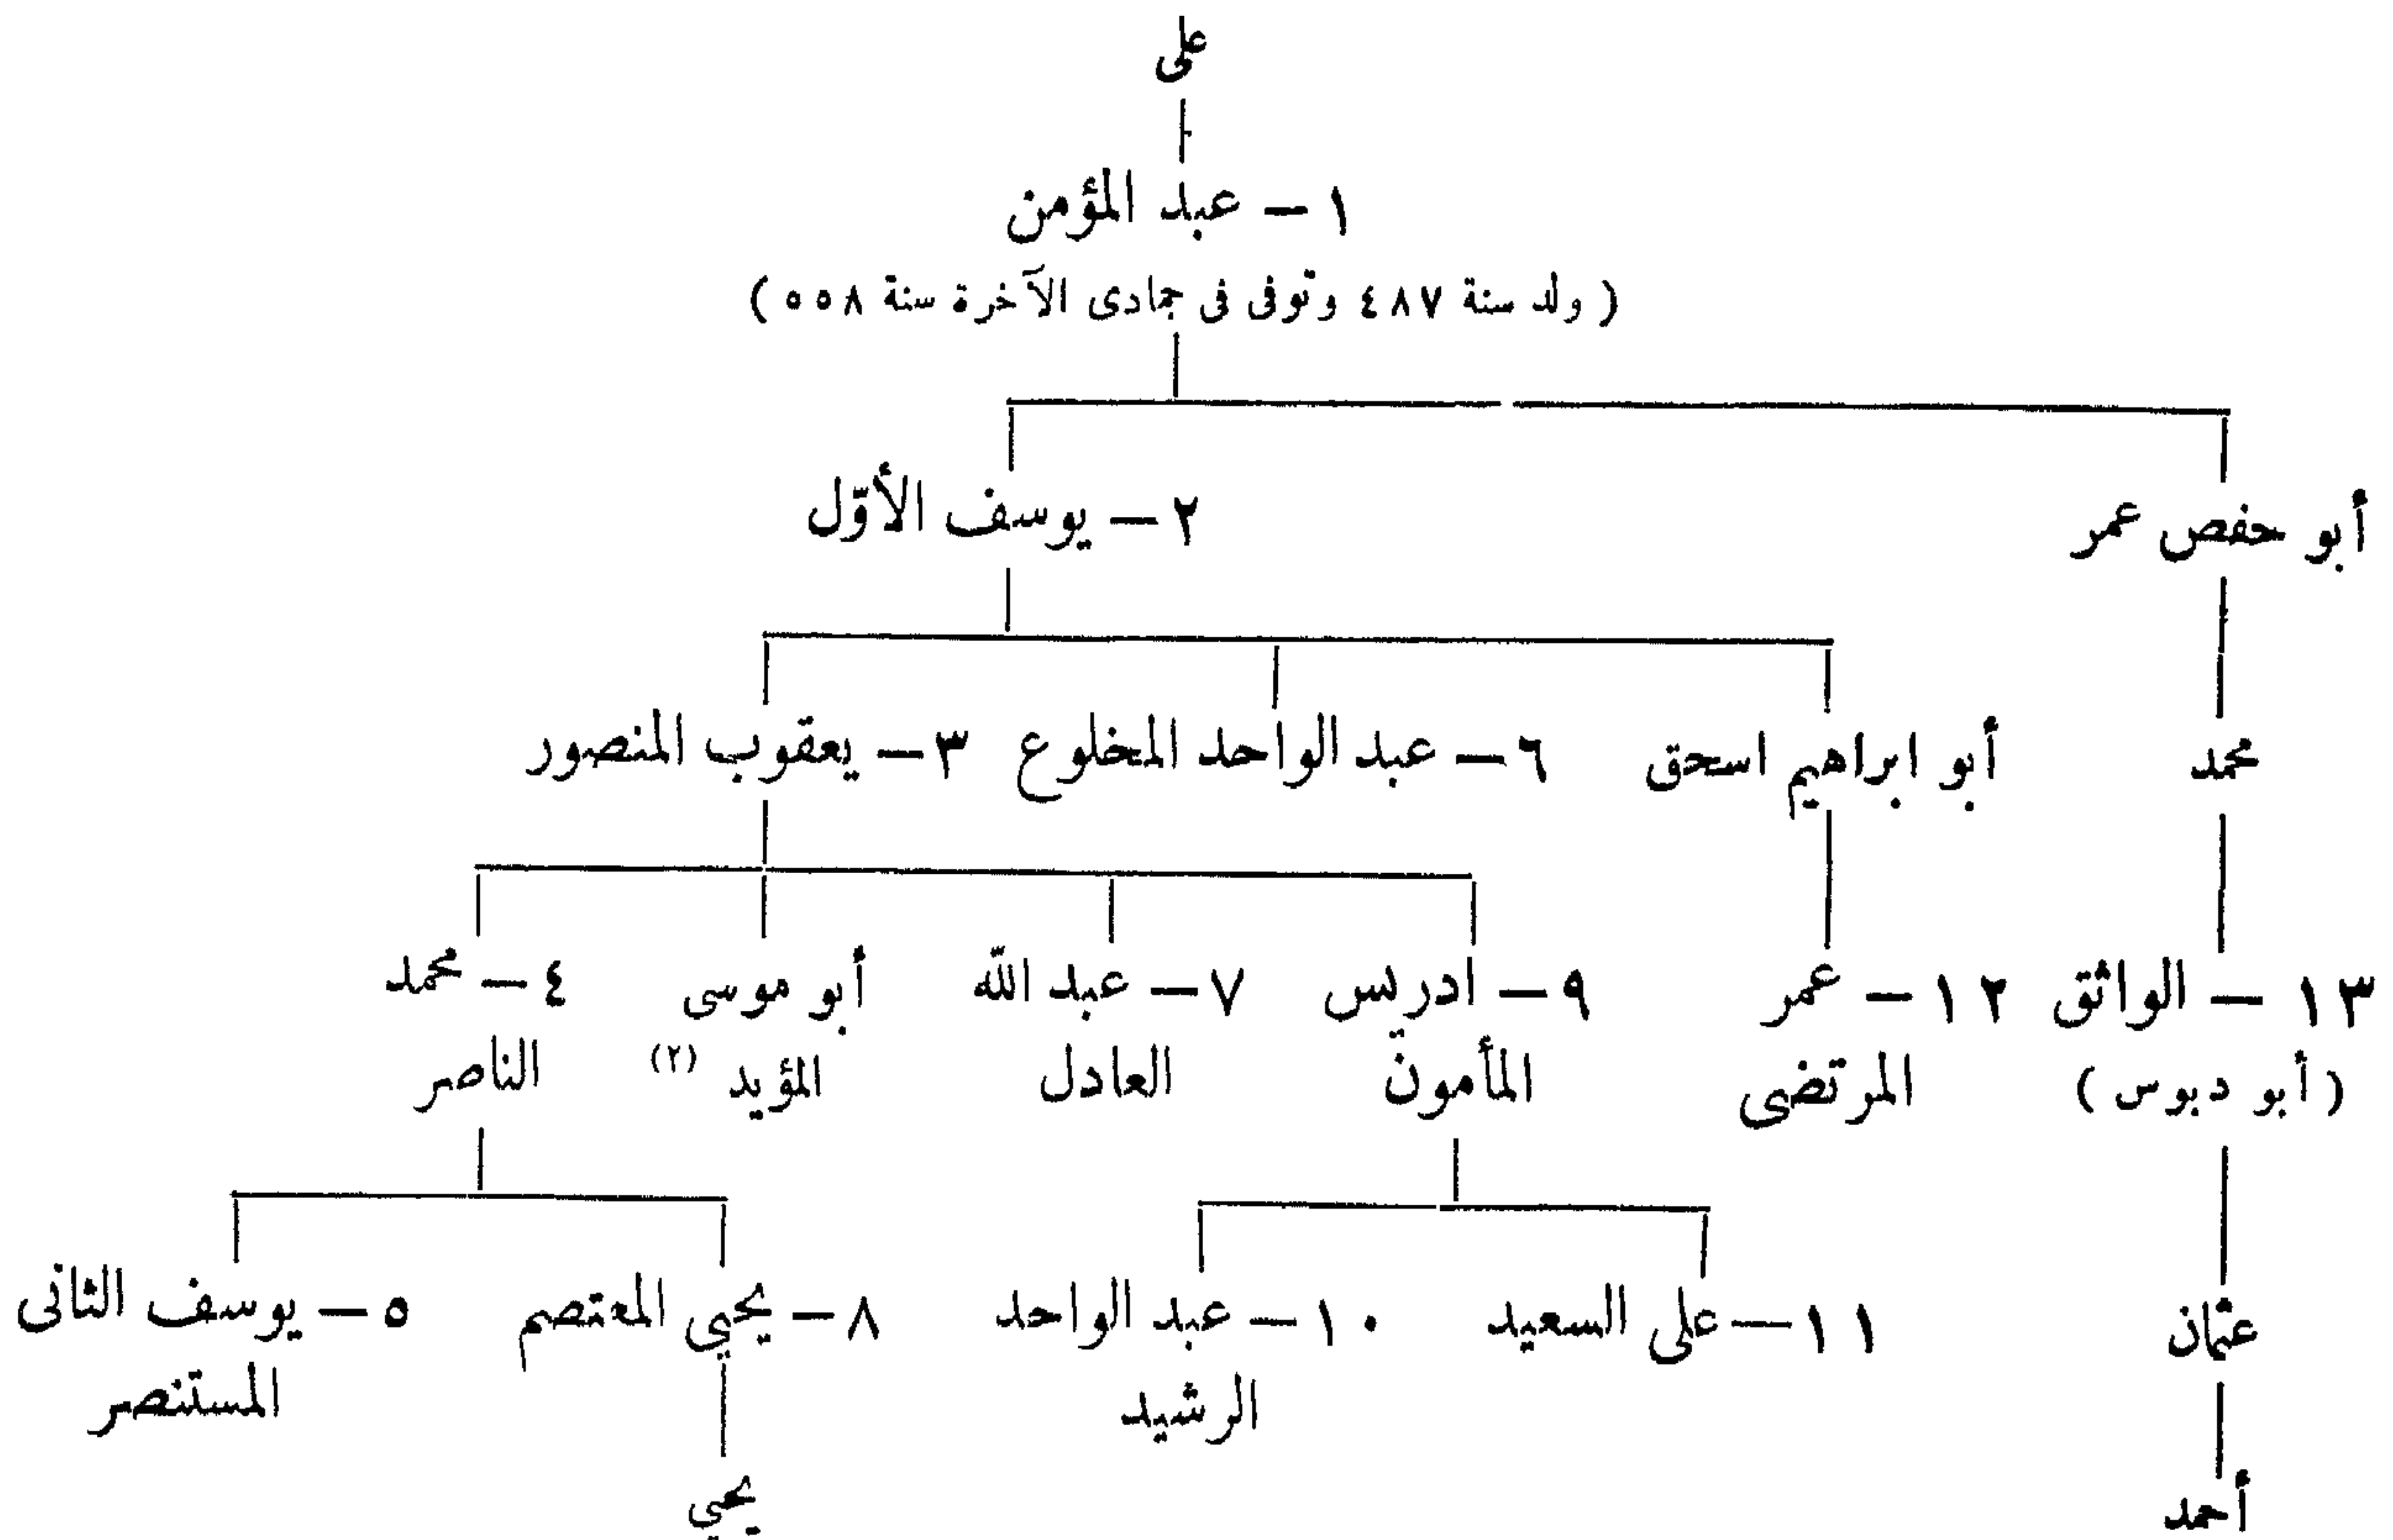 على
١ – عبد المؤمن
( ولد سنة ٤٨٧ وتوفى فى جمادى الآخرة سنة ٥٥٨ )
أبو حفص عمر
٢ – يوسف الأوّل
محمد
أبو ابراهيم اسحق
٦ – عبد الواحد المخلوع
٣ – يعقوب المنصور
١٣ – الواثق
( أبو دبوس )
١٢ – عمر
المرتضى
٩ – ادريس
المأمون
٧ – عبد الله
العادل
أبو موسى
المؤيد (٢)
٤ – محمد
الناصر
عثمان
١١ – على السعيد
١٠ – عبد الواحد
الرشيد
٨ – يحيي المعتصم
٥ – يوسف الثانى
المستنصر
أحمد
يحيي